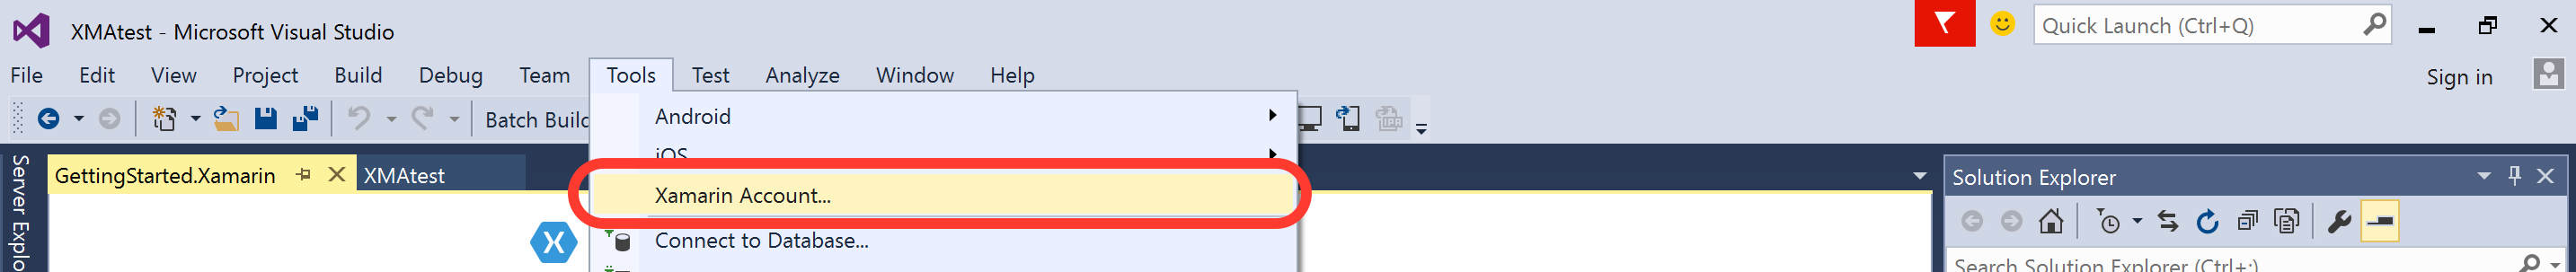 XMAtest - Microsoft Visual Studio
Quick Launch (Ctrl+Q)
File Edit View Project Build Debug Team Tools Test Analyze Window Help
Sign in
Batch Build
Android
iOS
Xamarin Account...
Connect to Database...
Server Explo
GettingStarted.Xamarin
XMAtest
Solution Explorer
Search Solution Explorer (Ctrl+;)
IPA